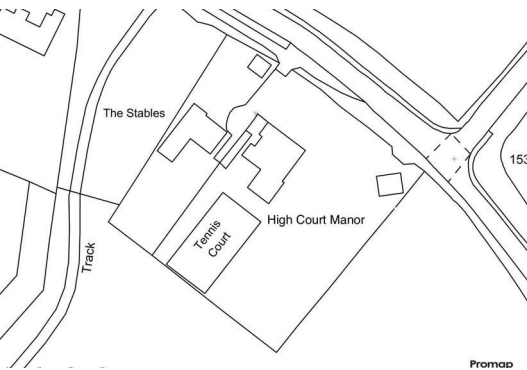 The Stables
153
High Court Manor
Tennis
Court
Track
Promap